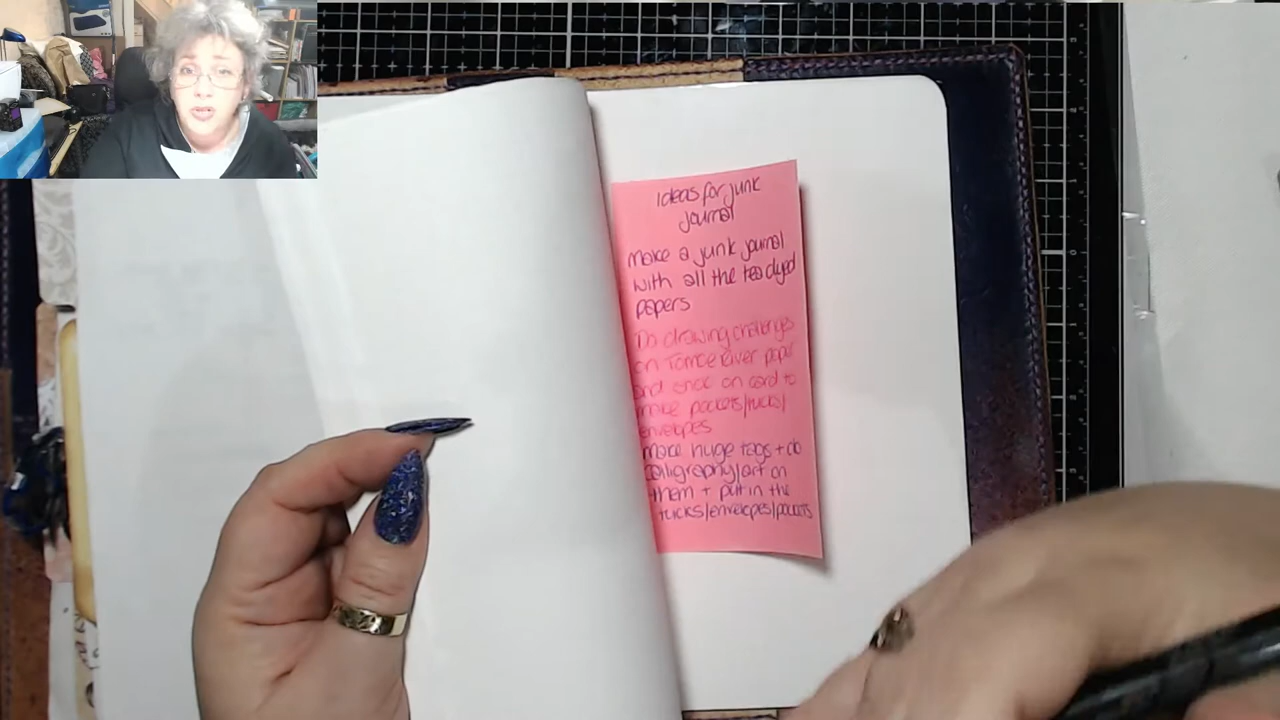 Ideas for junk
journal
make a junk journal
with all the tea dyed
papers
Do drawing challenges
on Tomoe River paper
and stick on card to
make pockets/tucks/
envelopes
make huge tags + do
calligraphy/art on
them + put in the
tucks/envelopes/pockets